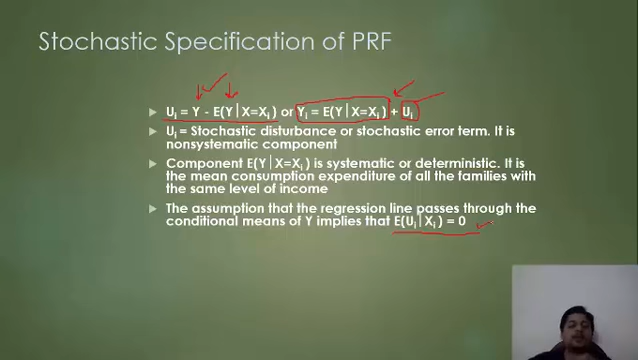 Stochastic Specification of PRF
Uᵢ = Y - E(Y|X=Xᵢ) or Yᵢ = E(Y|X=Xᵢ) + Uᵢ
Uᵢ = Stochastic disturbance or stochastic error term. It is
nonsystematic component
Component E(Y|X=Xᵢ) is systematic or deterministic. It is
the mean consumption expenditure of all the families with
the same level of income
The assumption that the regression line passes through the
conditional means of Y implies that E(Uᵢ|Xᵢ) = 0